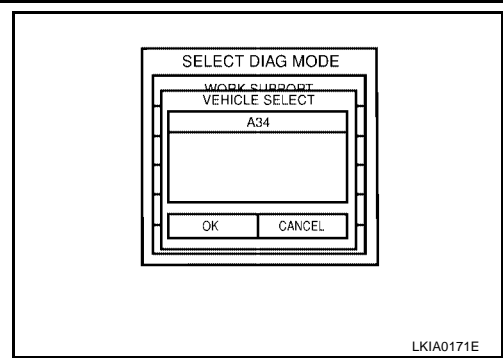 SELECT DIAG MODE
WORK SUPPORT
VEHICLE SELECT
A34
OK CANCEL
LKIA0171E